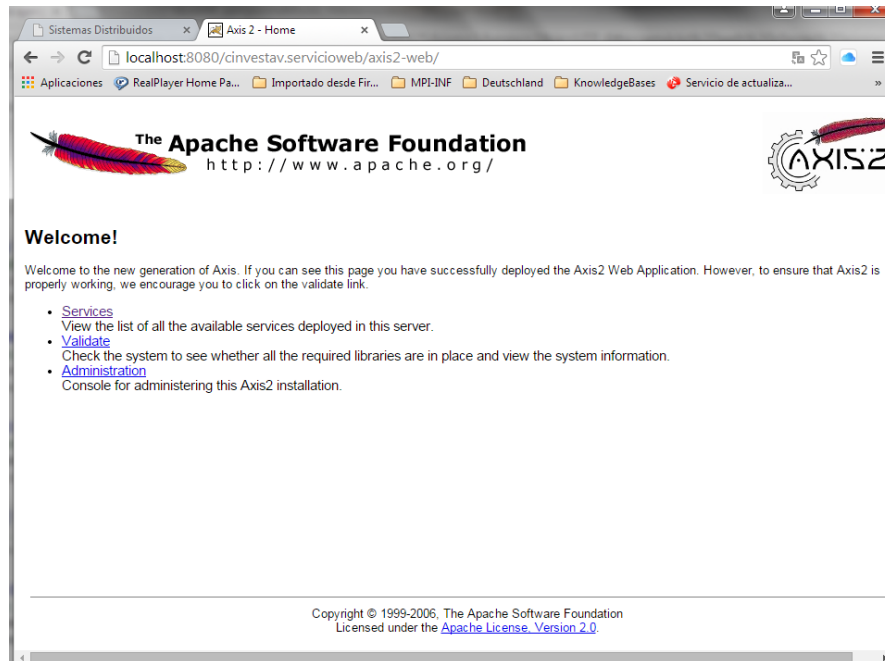 Sistemas Distribuidos
Axis 2 - Home
localhost:8080/cinvestav.servicioweb/axis2-web/
Aplicaciones RealPlayer Home Pa... Importado desde Fir... MPI-INF Deutschland KnowledgeBases Servicio de actualiza... »
The Apache Software Foundation
http://www.apache.org/
AXIS2
Welcome!
Welcome to the new generation of Axis. If you can see this page you have successfully deployed the Axis2 Web Application. However, to ensure that Axis2 is
properly working, we encourage you to click on the validate link.
• Services
View the list of all the available services deployed in this server.
• Validate
Check the system to see whether all the required libraries are in place and view the system information.
• Administration
Console for administering this Axis2 installation.
Copyright © 1999-2006, The Apache Software Foundation
Licensed under the Apache License, Version 2.0.